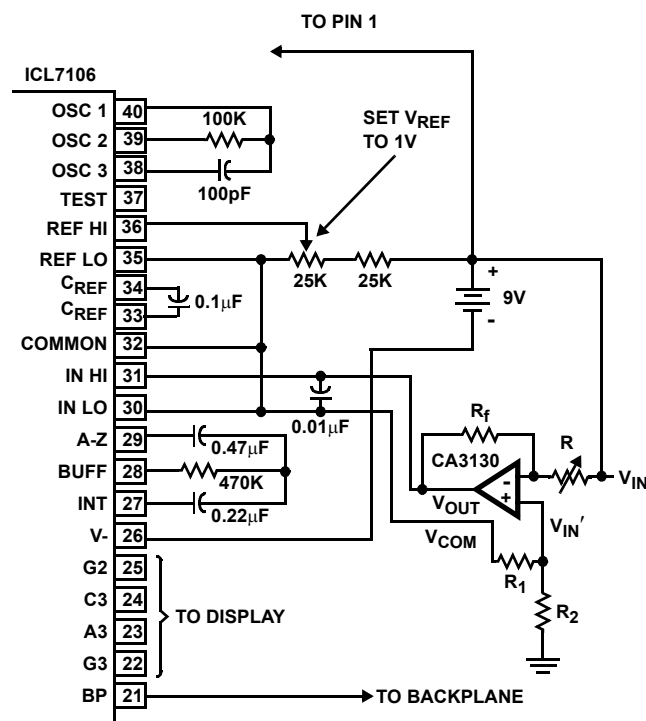 TO PIN 1
ICL7106
OSC 1 40
100K
OSC 2 39
SET VREF
TO 1V
OSC 3 38
100pF
TEST 37
REF HI 36
REF LO 35
25K 25K
+
9V
-
CREF 34
0.1μF
CREF 33
COMMON 32
IN HI 31
IN LO 30
0.01μF
A-Z 29
0.47μF
Rf
BUFF 28
470K
CA3130
R
-
+
VIN
INT 27
0.22μF
VOUT
VIN′
V- 26
VCOM
R1
G2 25
C3 24
TO DISPLAY
R2
A3 23
G3 22
BP 21
TO BACKPLANE